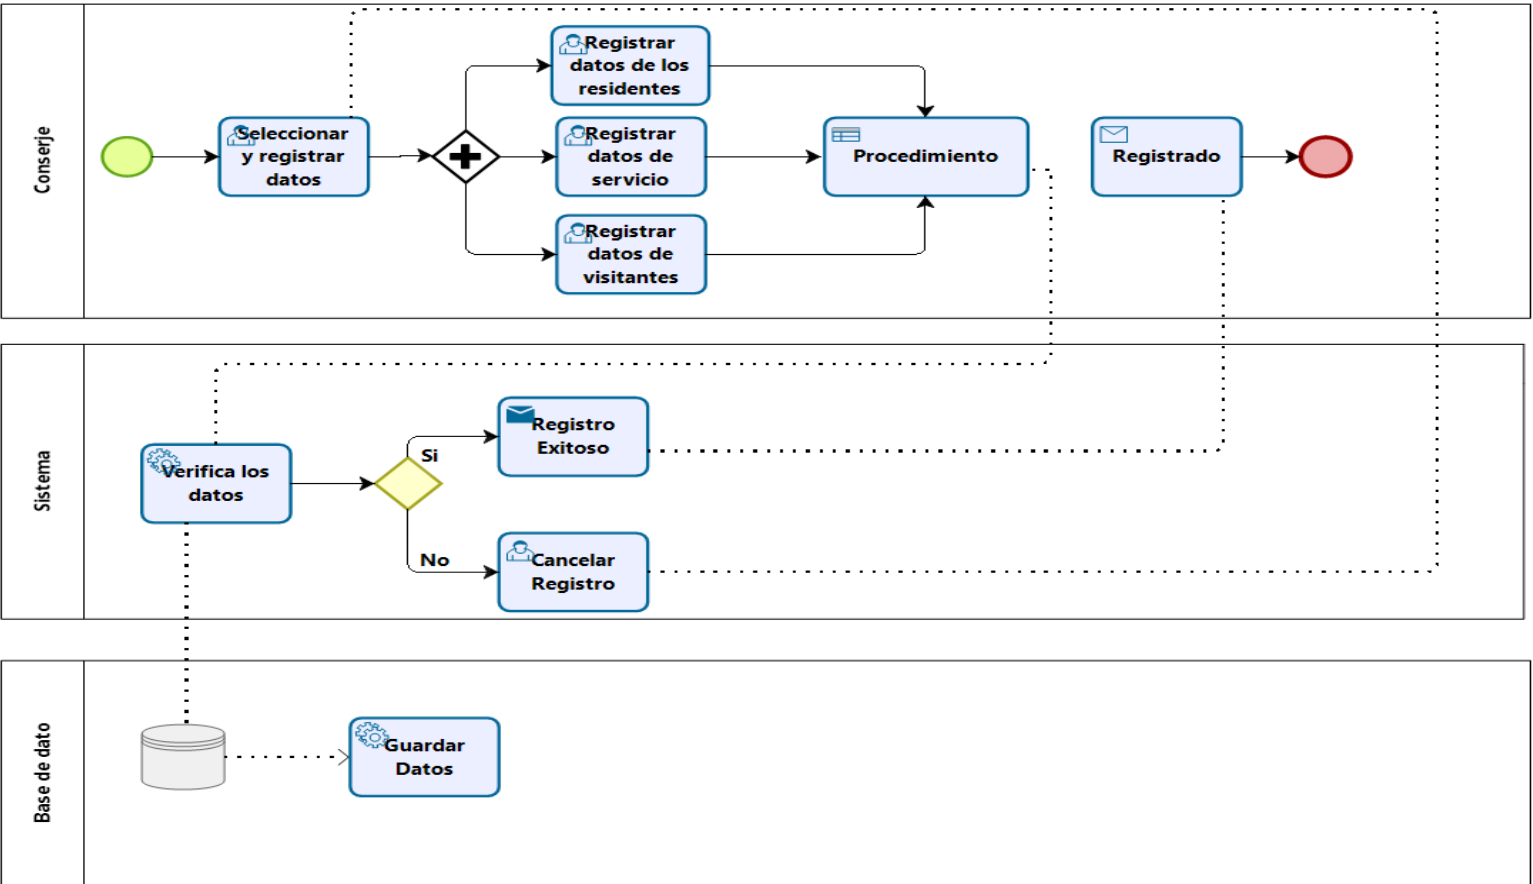 Conserje
Seleccionar
y registrar
datos
Registrar
datos de los
residentes
Registrar
datos de
servicio
Registrar
datos de
visitantes
Procedimiento
Registrado
Sistema
Verifica los
datos
Si
No
Registro
Exitoso
Cancelar
Registro
Base de dato
Guardar
Datos